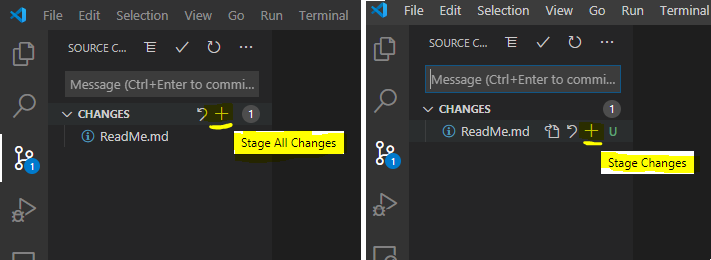 File Edit Selection View Go Run Terminal
SOURCE C...
Message (Ctrl+Enter to commi...
CHANGES 1
ReadMe.md
Stage All Changes
1
File Edit Selection View Go Run Terminal
SOURCE C...
Message (Ctrl+Enter to commi...
CHANGES 1
ReadMe.md U
Stage Changes
1